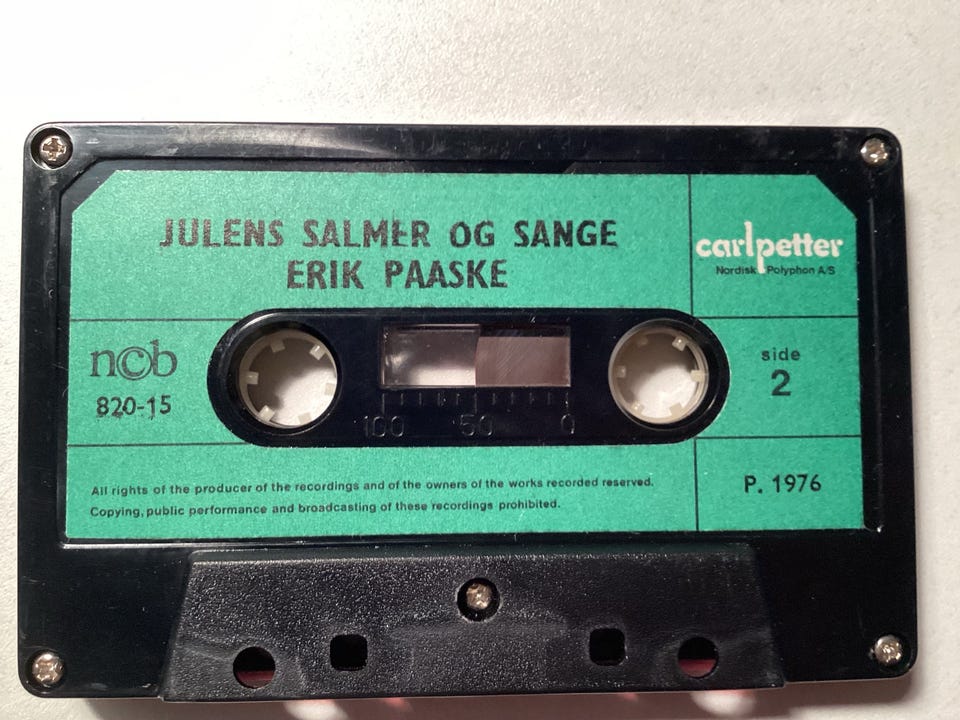 JULENS SALMER OG SANGE
ERIK PAASKE
carlpetter
Nordisk Polyphon A/S
ncb
820-15
side
2
100 50 0
All rights of the producer of the recordings and of the owners of the works recorded reserved.
Copying, public performance and broadcasting of these recordings prohibited.
P. 1976